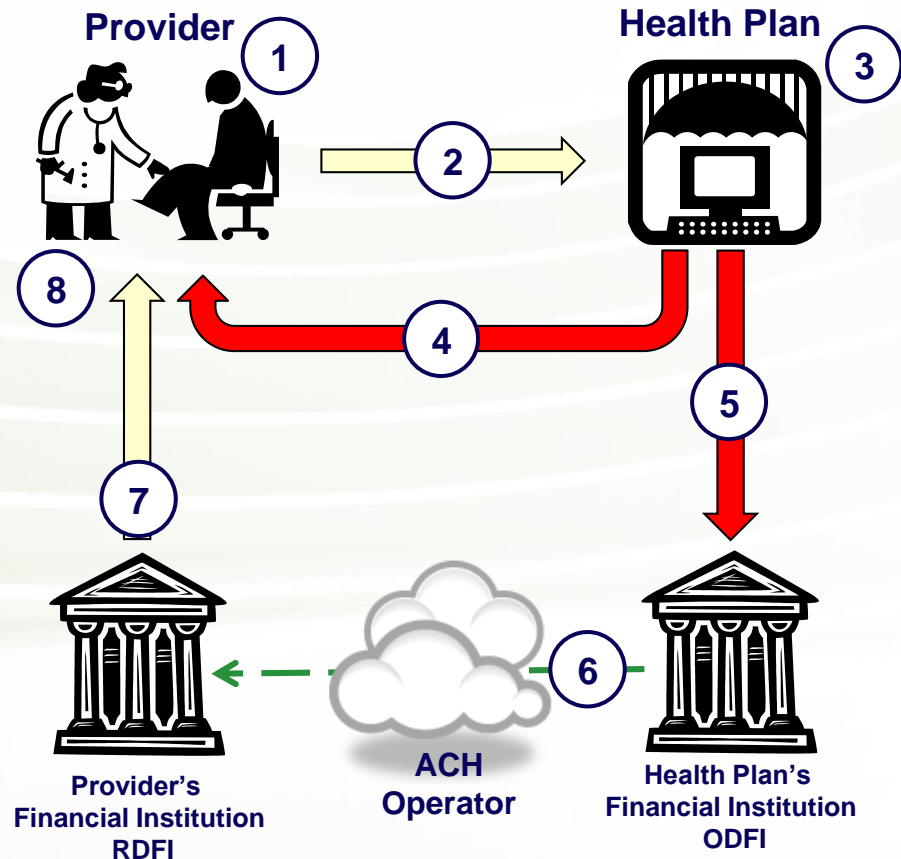 Provider
Health Plan
1
3
2
8
4
5
7
6
ACH
Operator
Provider's
Financial Institution
RDFI
Health Plan's
Financial Institution
ODFI